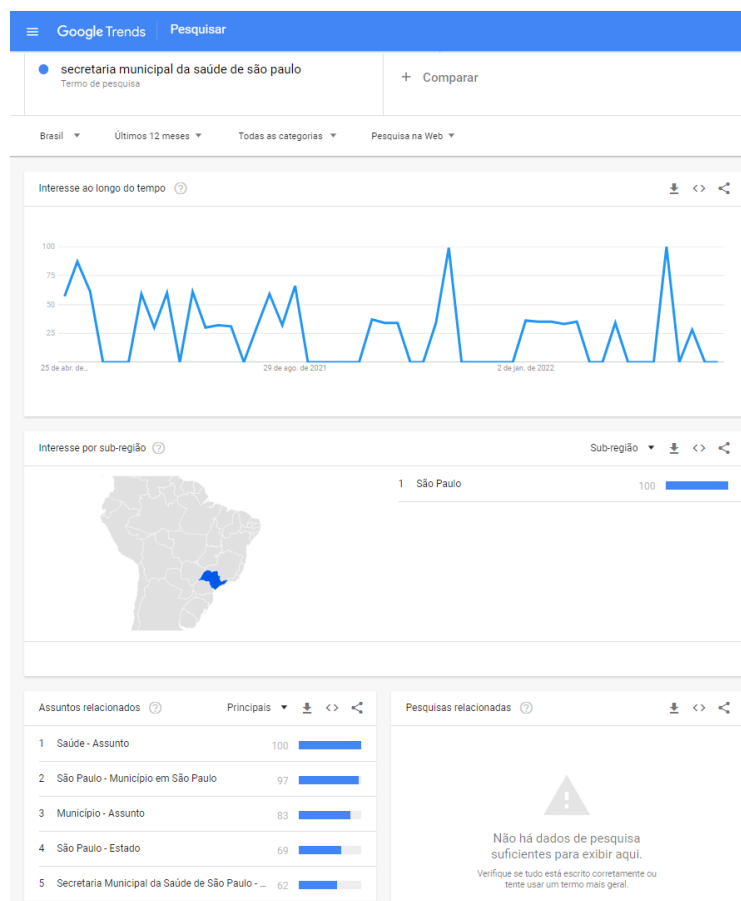 Google Trends Pesquisar
secretaria municipal da saúde de são paulo
Termo de pesquisa
+ Comparar
Brasil
Últimos 12 meses
Todas as categorias
Pesquisa na Web
Interesse ao longo do tempo
100
75
50
25
25 de abr. de…
29 de ago. de 2021
2 de jan. de 2022
Interesse por sub-região
Sub-região
1 São Paulo 100
Assuntos relacionados
Principais
1 Saúde - Assunto 100
2 São Paulo - Município em São Paulo 97
3 Município - Assunto 83
4 São Paulo - Estado 69
5 Secretaria Municipal da Saúde de São Paulo - ... 62
Pesquisas relacionadas
Não há dados de pesquisa
suficientes para exibir aqui.
Verifique se tudo está escrito corretamente ou
tente usar um termo mais geral.